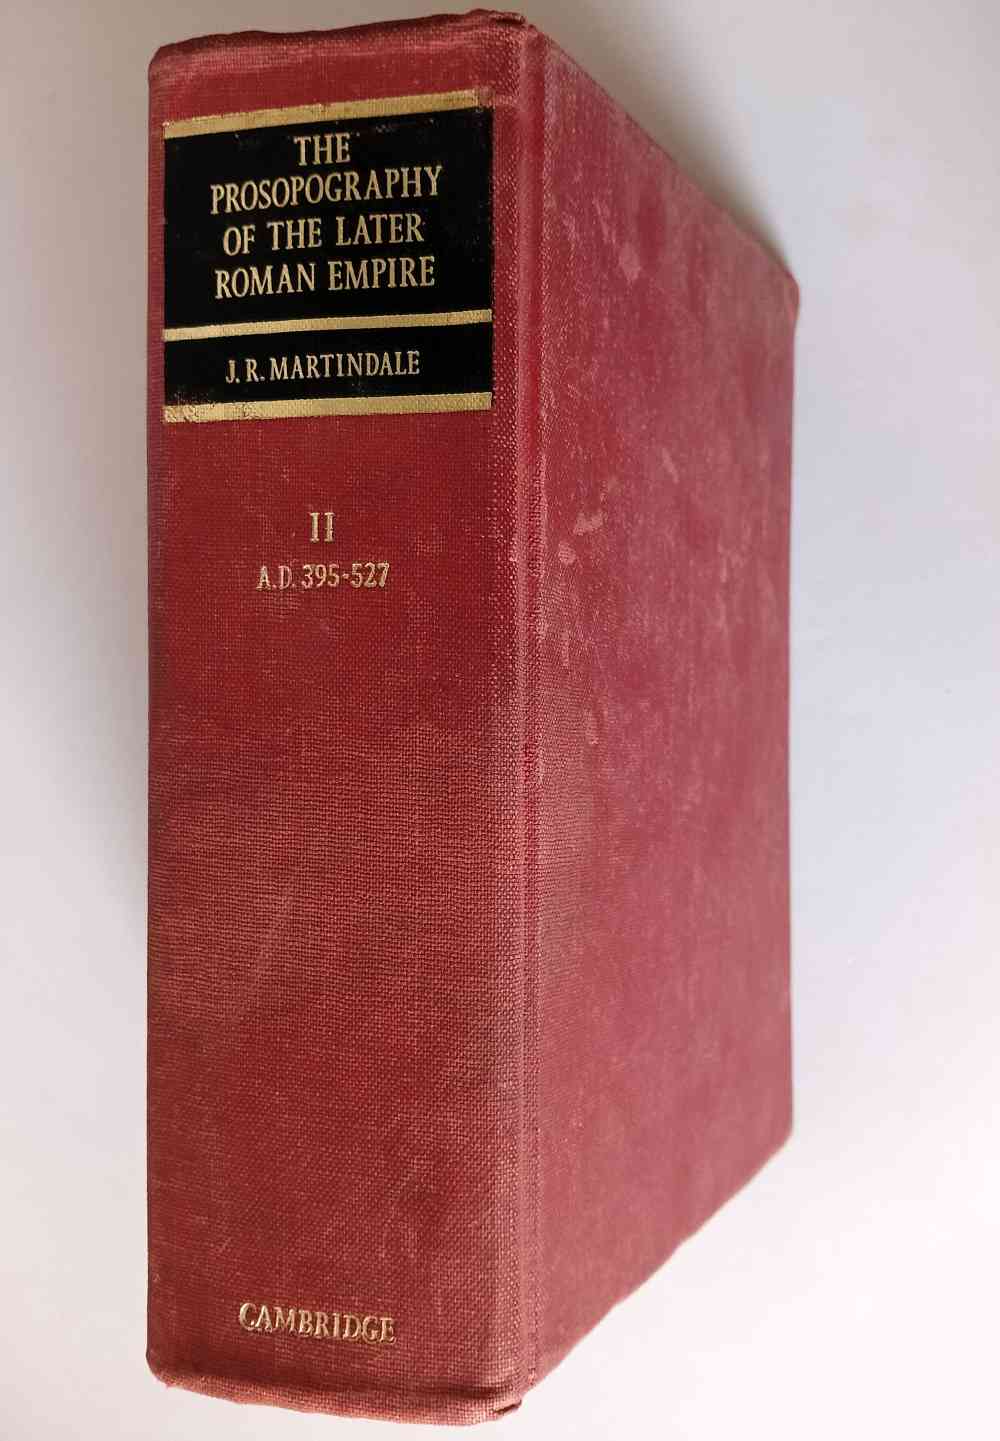 THE
PROSOPOGRAPHY
OF THE LATER
ROMAN EMPIRE
J. R. MARTINDALE
II
A.D. 395-527
CAMBRIDGE